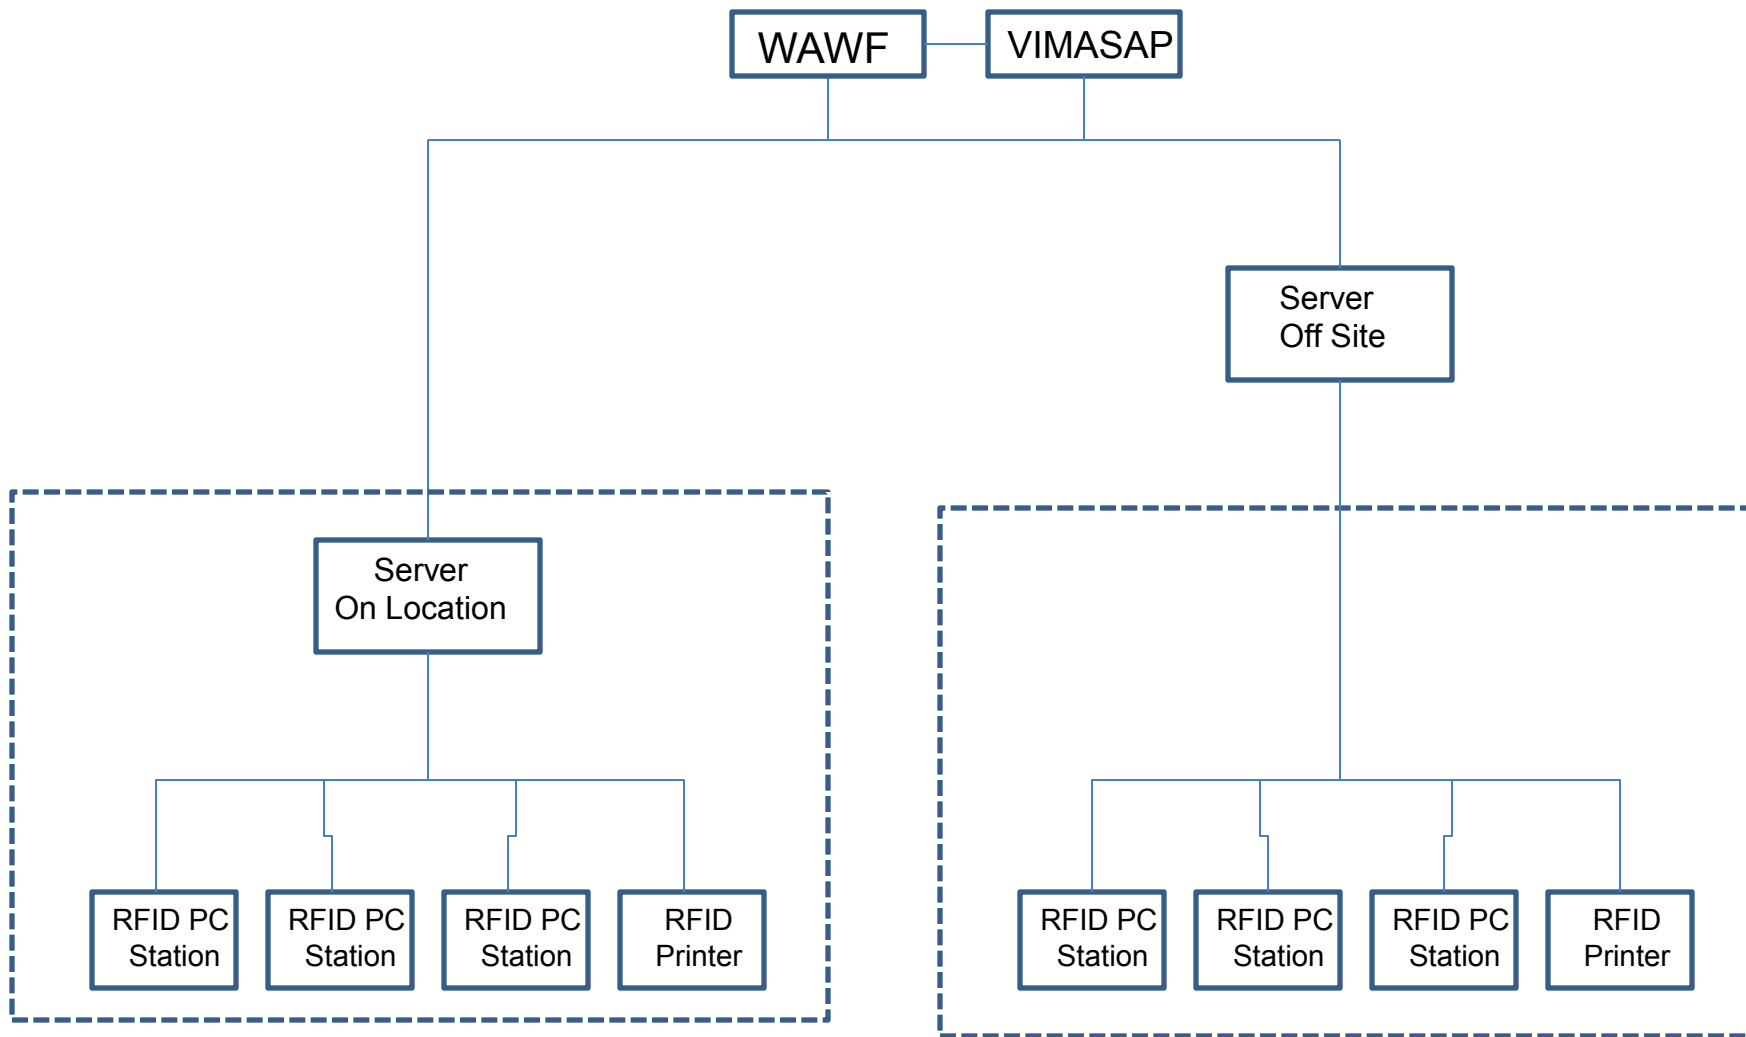 WAWF
VIMASAP
Server
Off Site
Server
On Location
RFID PC
Station
RFID PC
Station
RFID PC
Station
RFID
Printer
RFID PC
Station
RFID PC
Station
RFID PC
Station
RFID
Printer